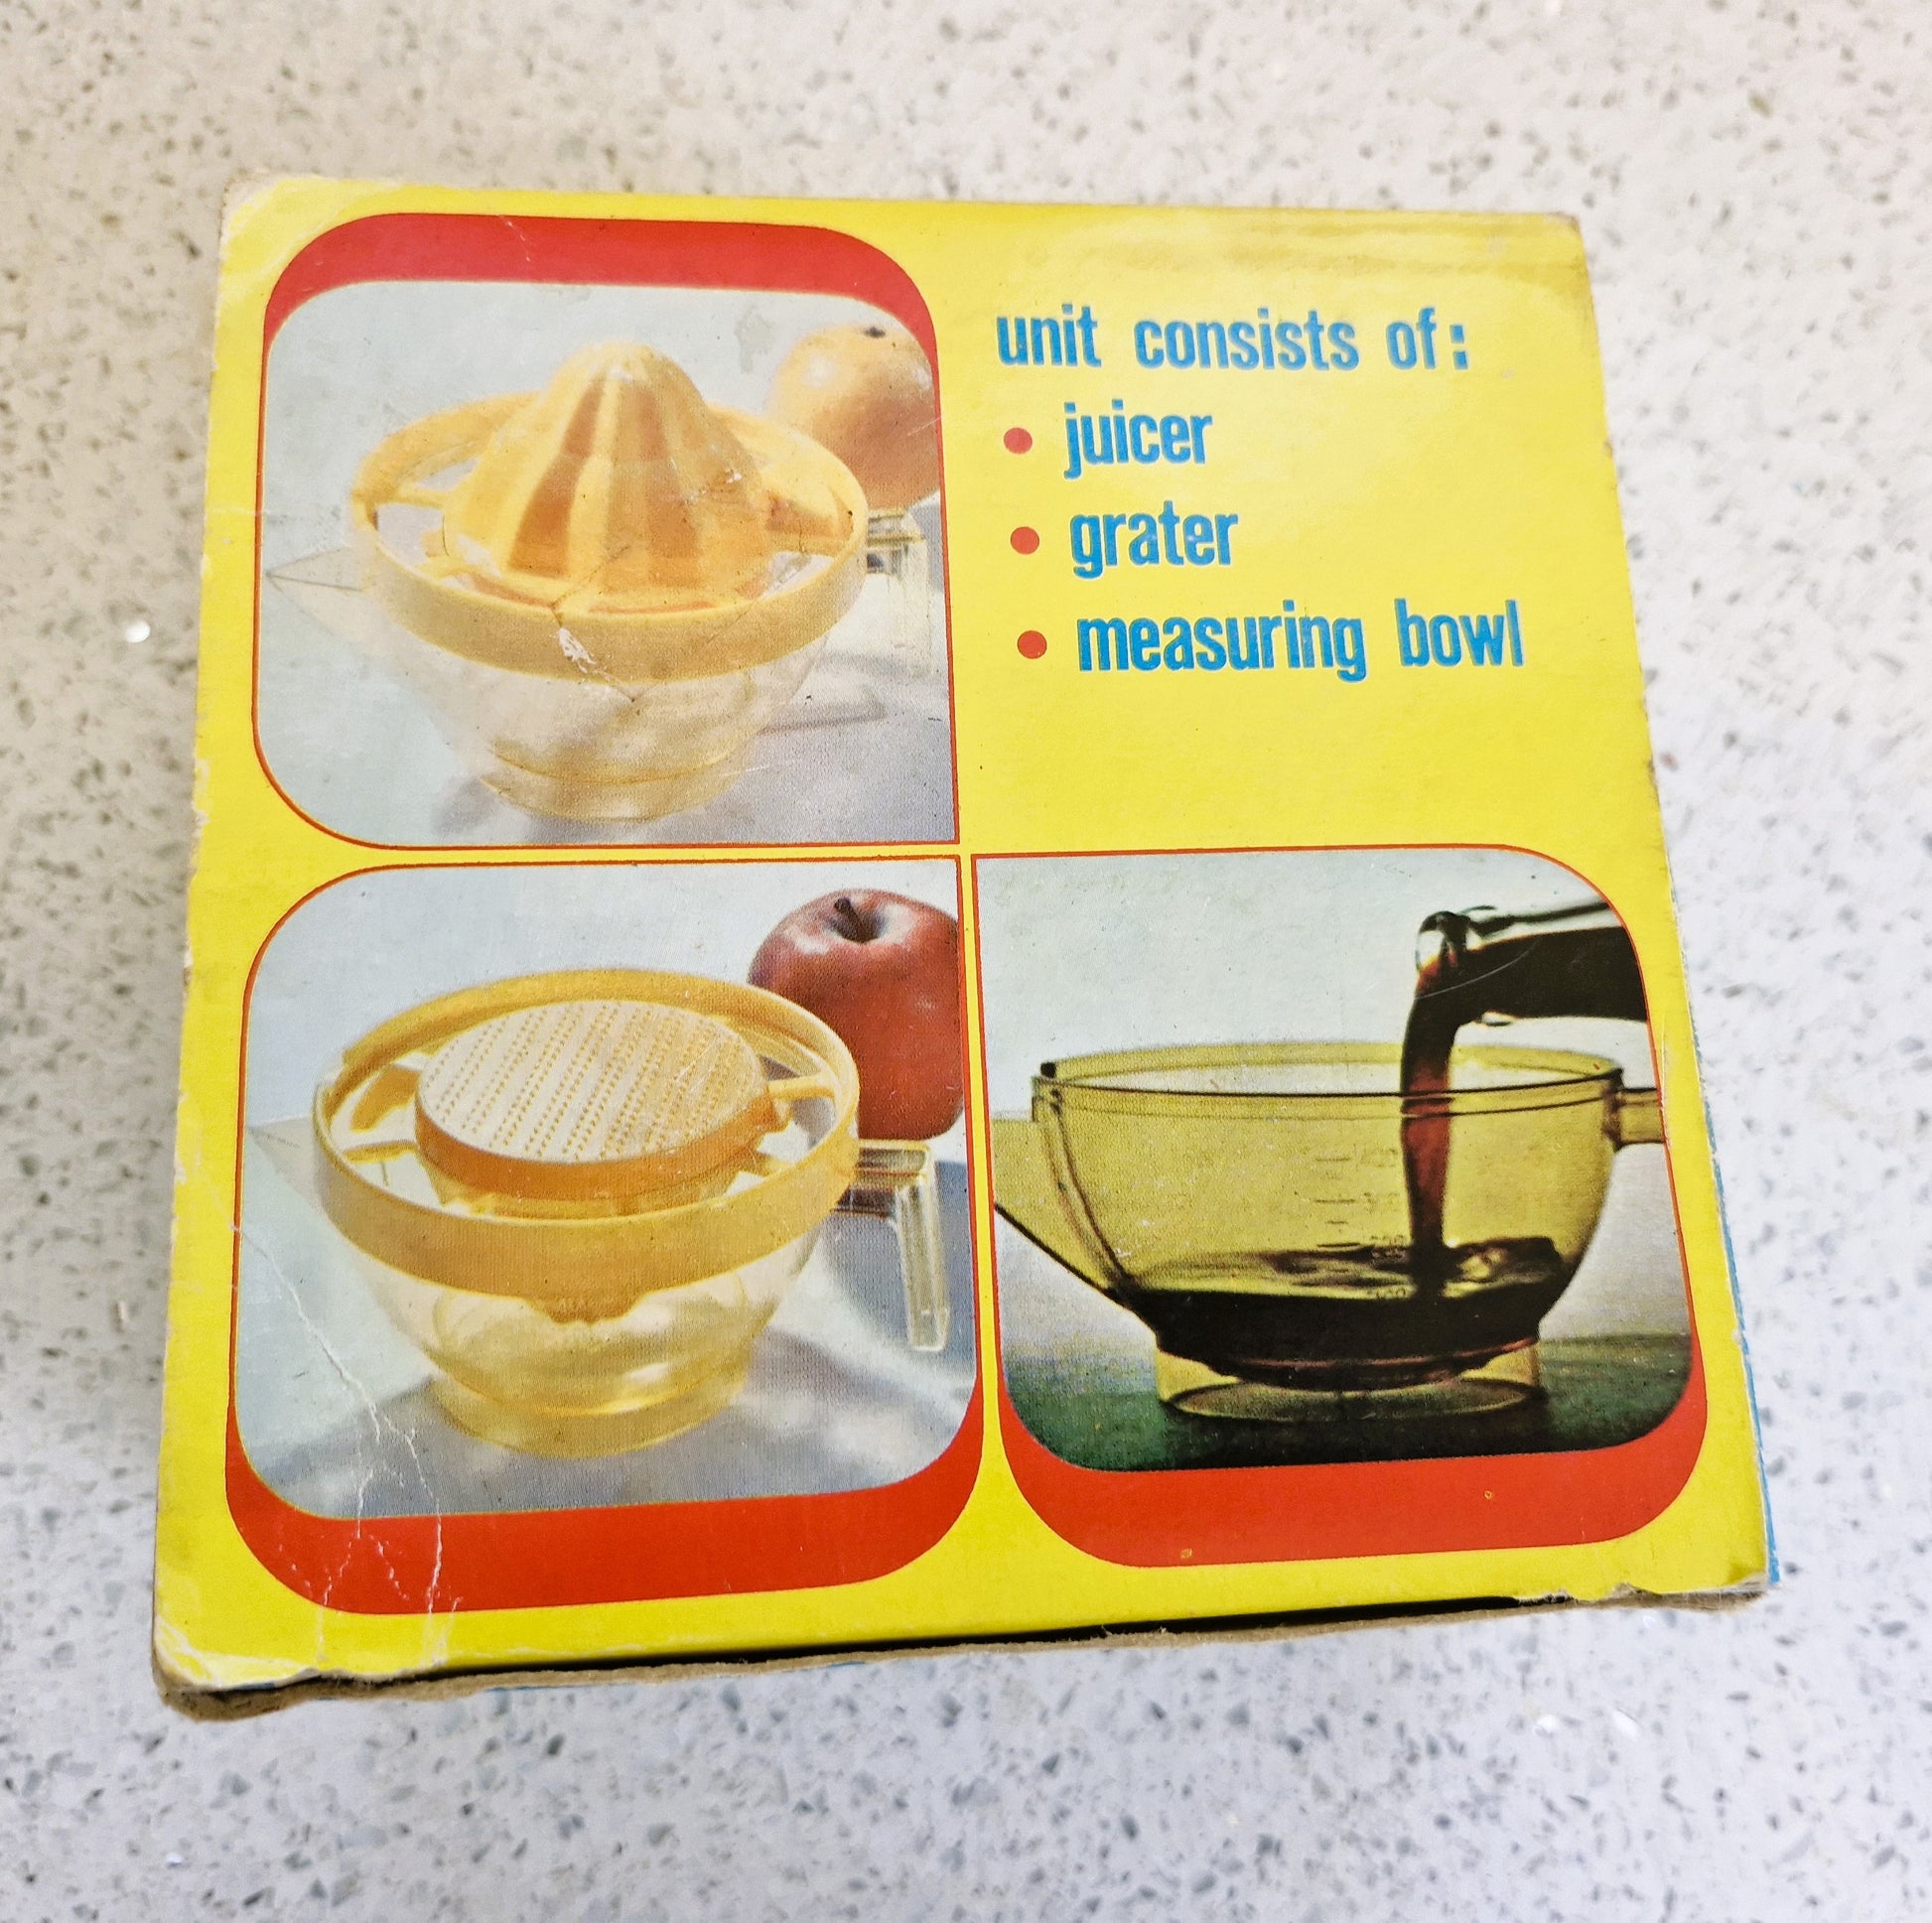 unit consists of:
• juicer
• grater
• measuring bowl